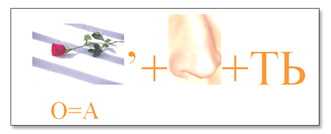 ’ + + ТЬ
О=А